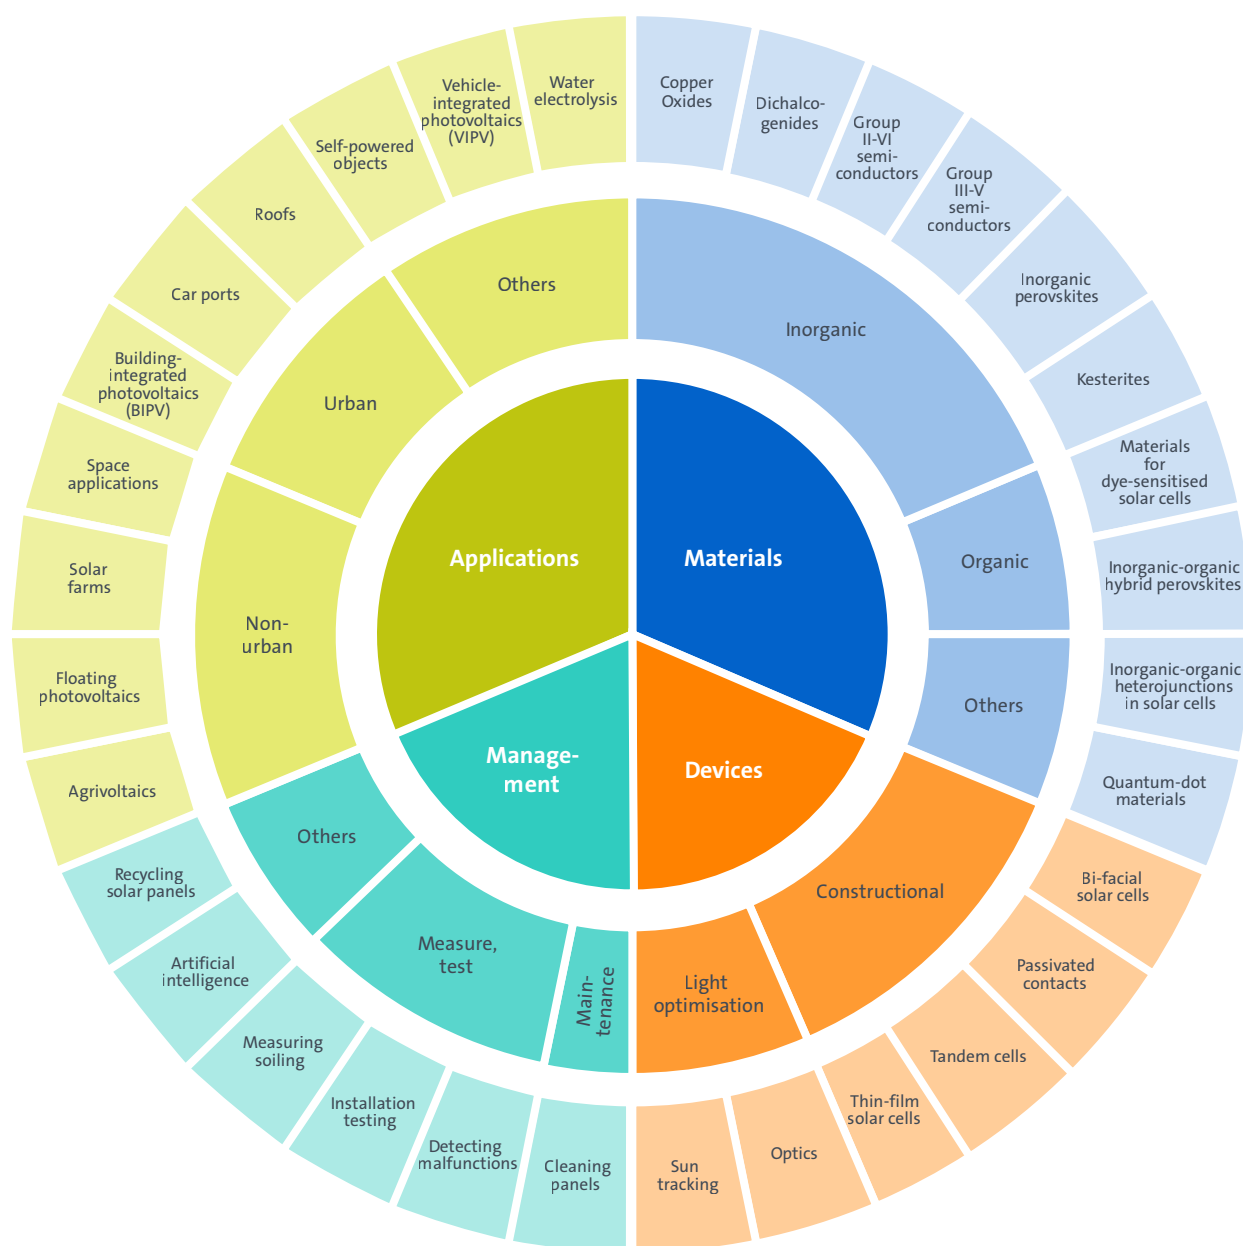 Applications
Materials
Devices
Manage-
ment
Inorganic
Organic
Others
Constructional
Light
optimisation
Main-
tenance
Measure,
test
Others
Non-
urban
Urban
Others
Copper
Oxides
Dichalco-
genides
Group
II-VI
semi-
conductors
Group
III-V
semi-
conductors
Inorganic
perovskites
Kesterites
Materials
for
dye-sensitised
solar cells
Inorganic-organic
hybrid perovskites
Inorganic-organic
heterojunctions
in solar cells
Quantum-dot
materials
Bi-facial
solar cells
Passivated
contacts
Tandem cells
Thin-film
solar cells
Optics
Sun
tracking
Cleaning
panels
Detecting
malfunctions
Installation
testing
Measuring
soiling
Artificial
intelligence
Recycling
solar panels
Agrivoltaics
Floating
photovoltaics
Solar
farms
Space
applications
Building-
integrated
photovoltaics
(BIPV)
Car ports
Roofs
Self-powered
objects
Vehicle-
integrated
photovoltaics
(VIPV)
Water
electrolysis